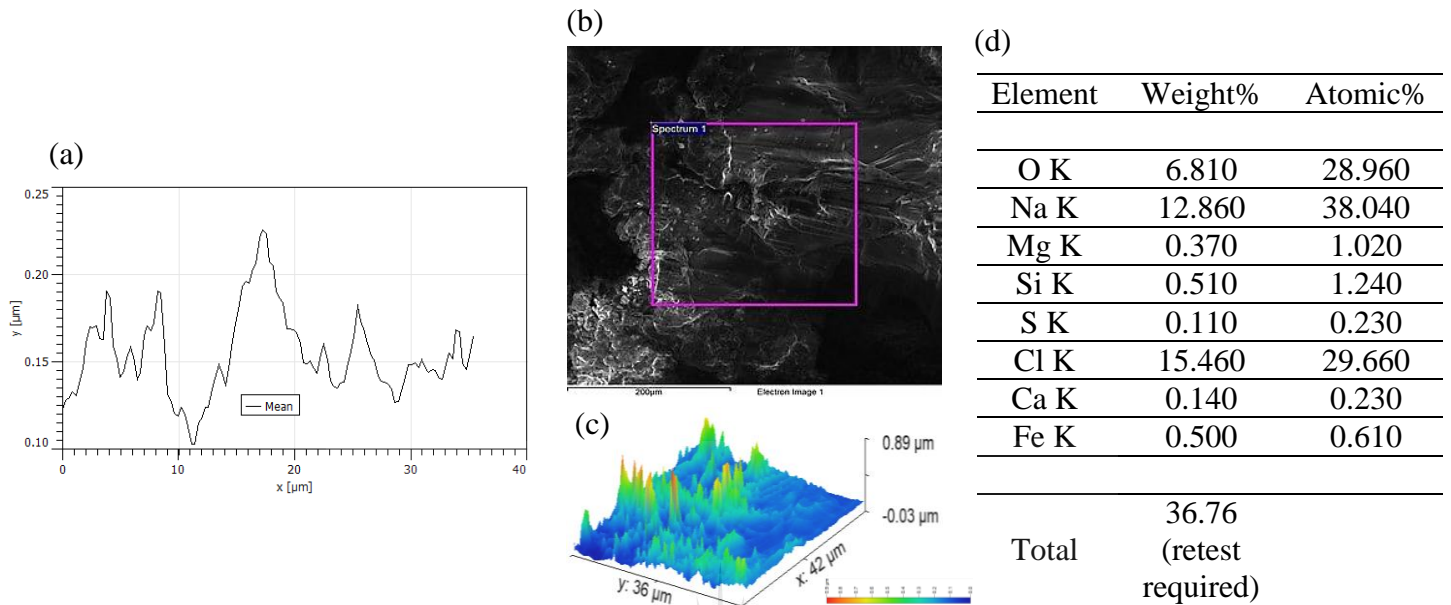 (a)
0.25
0.20
0.15
0.10
y [µm]
Mean
0 10 20 30 40
x [µm]
(b)
Spectrum 1
200µm Electron Image 1
(c)
0.89 µm
-0.03 µm
x: 42 µm
y: 36 µm
(d)
Element Weight% Atomic%
O K 6.810 28.960
Na K 12.860 38.040
Mg K 0.370 1.020
Si K 0.510 1.240
S K 0.110 0.230
Cl K 15.460 29.660
Ca K 0.140 0.230
Fe K 0.500 0.610
Total 36.76
(retest
required)